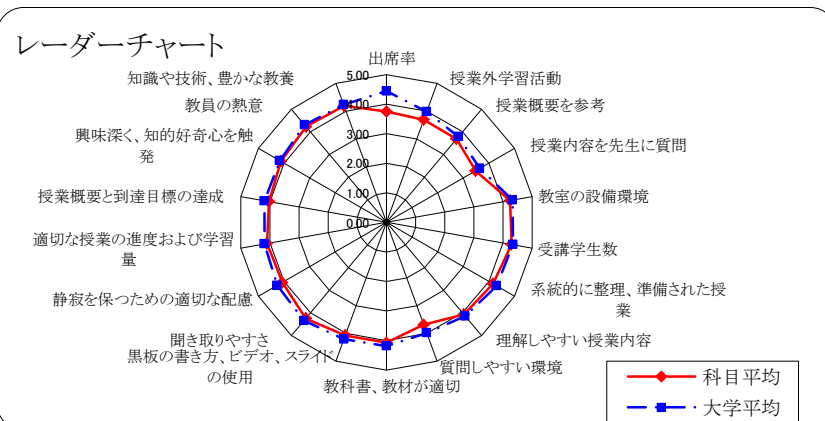 レーダーチャート
出席率
授業外学習活動
授業概要を参考
授業内容を先生に質問
教室の設備環境
受講学生数
系統的に整理、準備された授
業
理解しやすい授業内容
質問しやすい環境
教科書、教材が適切
黒板の書き方、ビデオ、スライド
の使用
聞き取りやすさ
静寂を保つための適切な配慮
適切な授業の進度および学習
量
授業概要と到達目標の達成
興味深く、知的好奇心を触
発
教員の熱意
知識や技術、豊かな教養
5.00
4.00
3.00
2.00
1.00
0.00
科目平均
大学平均